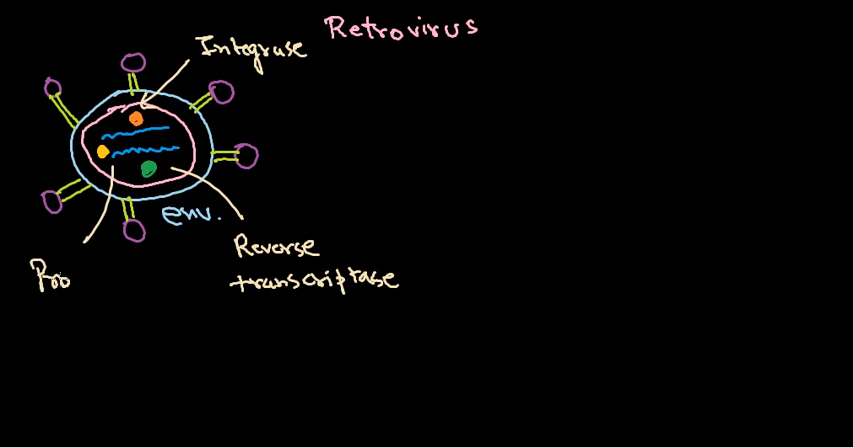 Retrovirus
Integrase
env.
Reverse
transcriptase
Pro